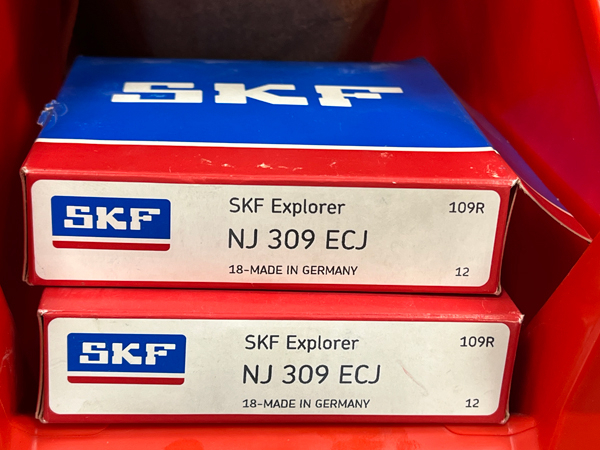 SKF
SKF
SKF Explorer
109R
NJ 309 ECJ
18-MADE IN GERMANY
12
SKF
SKF Explorer
109R
NJ 309 ECJ
18-MADE IN GERMANY
12